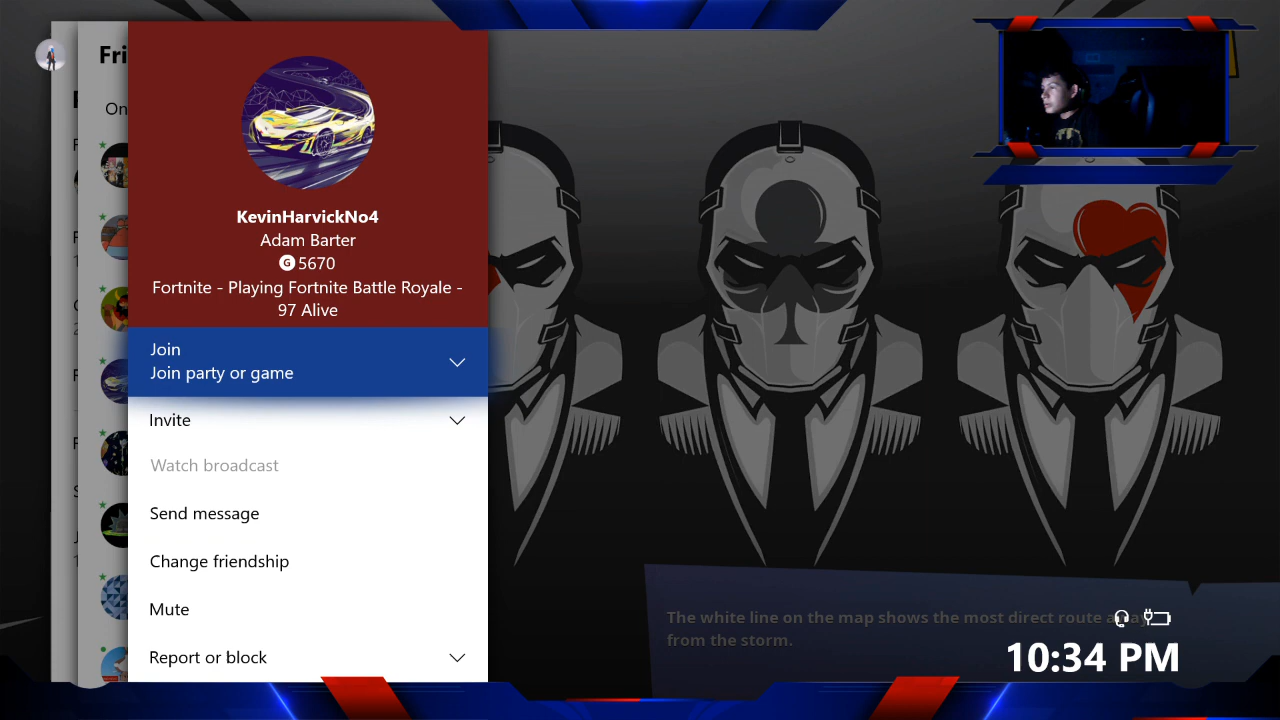 Fri
On
KevinHarvickNo4
Adam Barter
G 5670
Fortnite - Playing Fortnite Battle Royale -
97 Alive
Join
Join party or game
Invite
Watch broadcast
Send message
Change friendship
Mute
Report or block
The white line on the map shows the most direct route away
from the storm.
10:34 PM